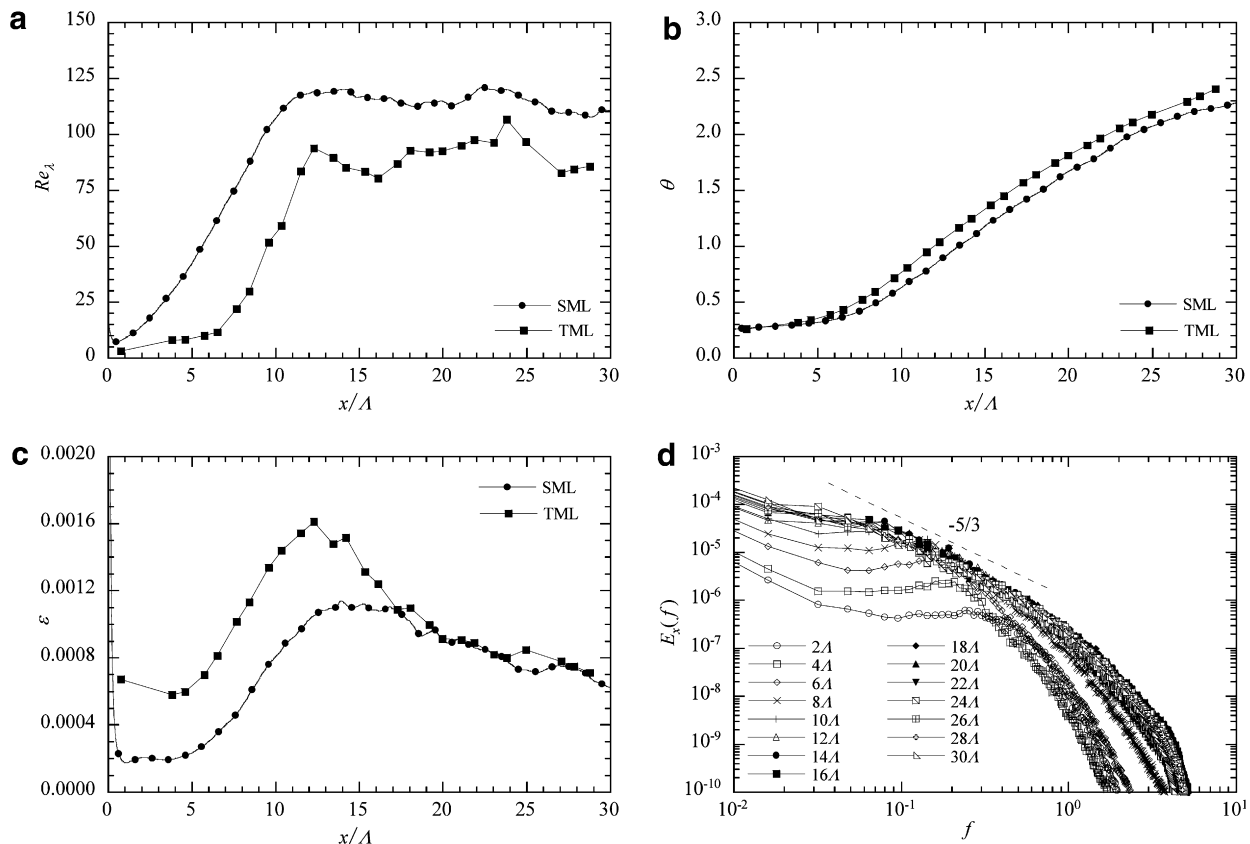 a
150
125
100
75
50
25
0
Re_λ
SML
TML
0 5 10 15 20 25 30
x/Λ
b
3.0
2.5
2.0
1.5
1.0
0.5
0.0
θ
SML
TML
0 5 10 15 20 25 30
x/Λ
c
0.0020
0.0016
0.0012
0.0008
0.0004
0.0000
ε
SML
TML
0 5 10 15 20 25 30
x/Λ
d
10⁻³
10⁻⁴
10⁻⁵
10⁻⁶
10⁻⁷
10⁻⁸
10⁻⁹
10⁻¹⁰
E_x(f)
-5/3
2Λ
4Λ
6Λ
8Λ
10Λ
12Λ
14Λ
16Λ
18Λ
20Λ
22Λ
24Λ
26Λ
28Λ
30Λ
10⁻² 10⁻¹ 10⁰ 10¹
f